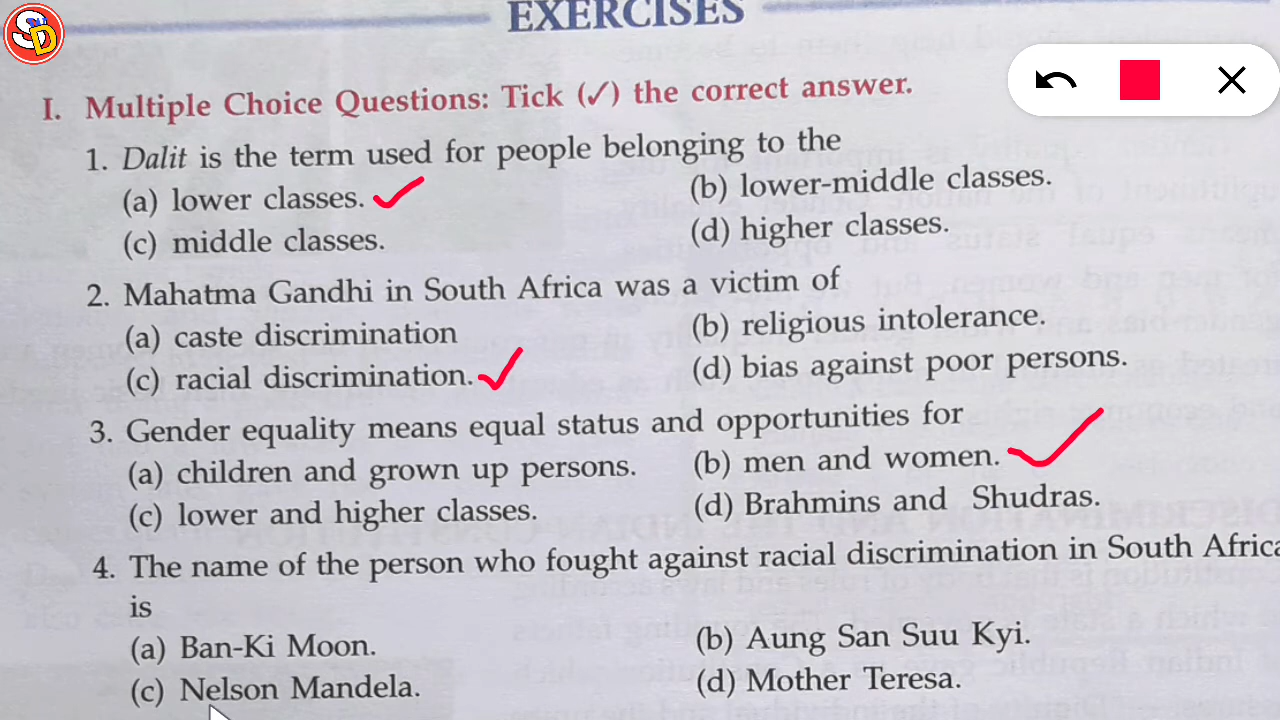 SD
EXERCISES
I. Multiple Choice Questions: Tick (✓) the correct answer.
1. Dalit is the term used for people belonging to the
(a) lower classes. (b) lower-middle classes.
(c) middle classes. (d) higher classes.
2. Mahatma Gandhi in South Africa was a victim of
(a) caste discrimination (b) religious intolerance.
(c) racial discrimination. (d) bias against poor persons.
3. Gender equality means equal status and opportunities for
(a) children and grown up persons. (b) men and women.
(c) lower and higher classes. (d) Brahmins and Shudras.
4. The name of the person who fought against racial discrimination in South Africa
is
(a) Ban-Ki Moon. (b) Aung San Suu Kyi.
(c) Nelson Mandela. (d) Mother Teresa.